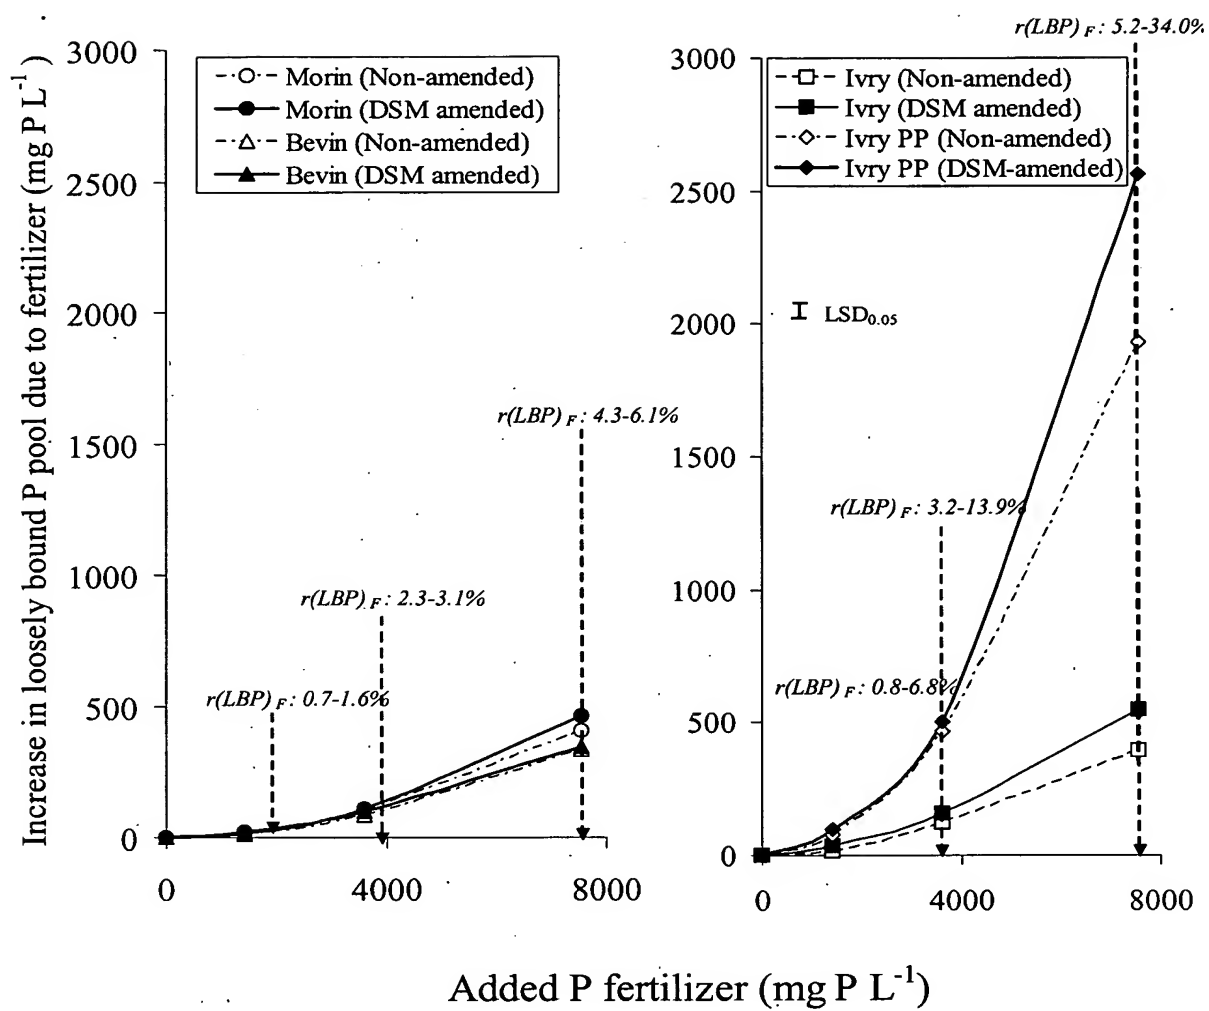 Increase in loosely bound P pool due to fertilizer (mg P L-1)
3000
2500
2000
1500
1000
500
0
0 4000 8000
Morin (Non-amended)
Morin (DSM amended)
Bevin (Non-amended)
Bevin (DSM amended)
r(LBP) F : 4.3-6.1%
r(LBP) F : 2.3-3.1%
r(LBP) F : 0.7-1.6%
r(LBP) F : 5.2-34.0%
3000
2500
2000
1500
1000
500
0
0 4000 8000
Ivry (Non-amended)
Ivry (DSM amended)
Ivry PP (Non-amended)
Ivry PP (DSM-amended)
LSD0.05
r(LBP) F : 3.2-13.9%
r(LBP) F : 0.8-6.8%
Added P fertilizer (mg P L-1)